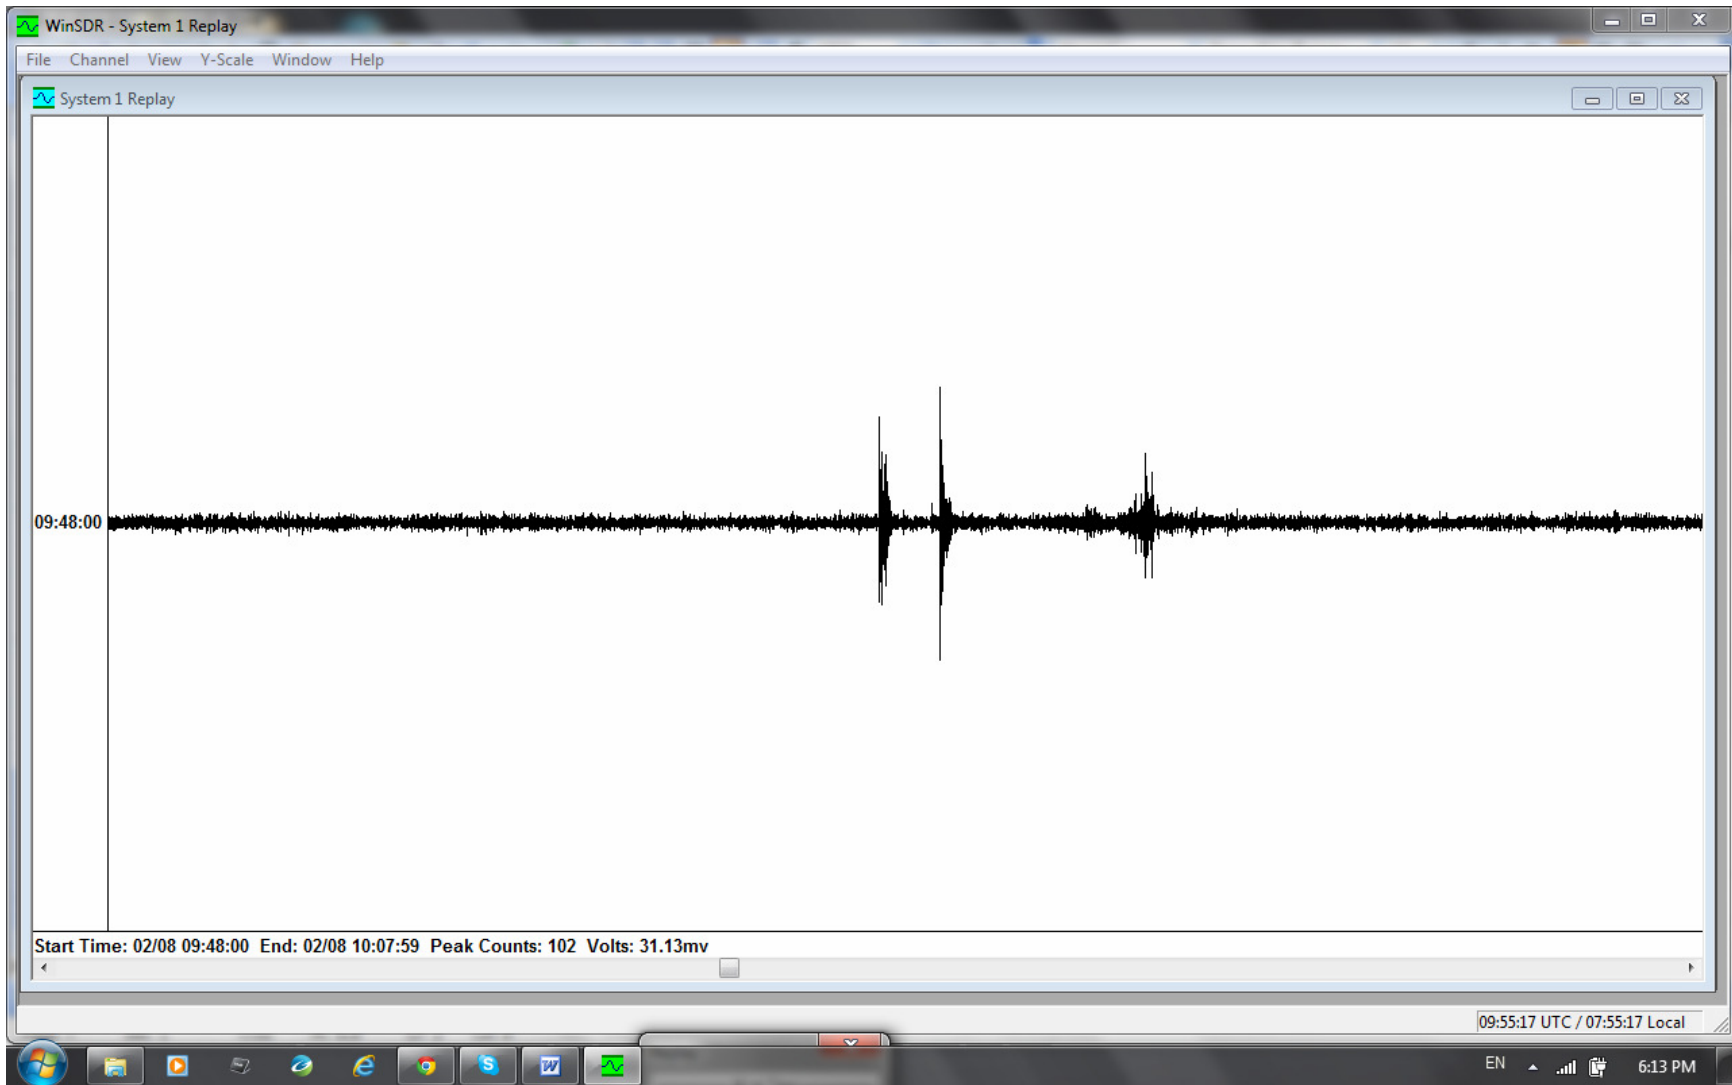 WinSDR - System 1 Replay
File Channel View Y-Scale Window Help
System 1 Replay
09:48:00
Start Time: 02/08 09:48:00 End: 02/08 10:07:59 Peak Counts: 102 Volts: 31.13mv
09:55:17 UTC / 07:55:17 Local
EN
6:13 PM